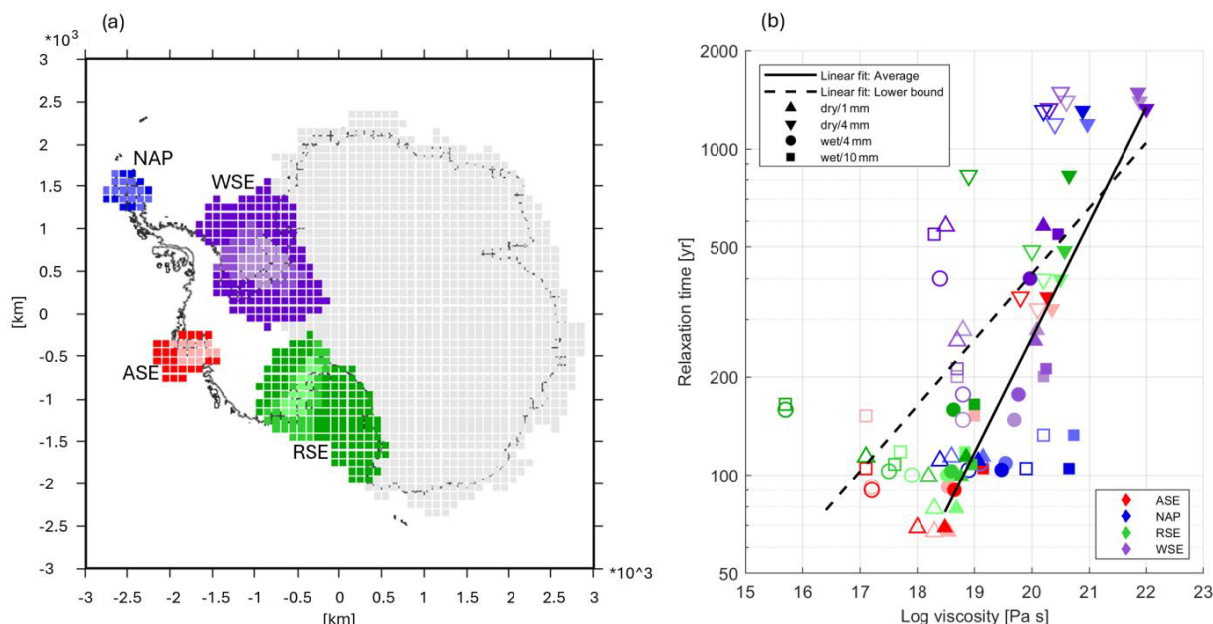 (a)
*10^3
3
2.5
2
1.5
1
0.5
0
-0.5
-1
-1.5
-2
-2.5
-3
[km]
NAP
WSE
ASE
RSE
-3 -2.5 -2 -1.5 -1 -0.5 0 0.5 1 1.5 2 2.5 3
*10^3
[km]
(b)
2000
1000
500
200
100
50
Relaxation time [yr]
Linear fit: Average
Linear fit: Lower bound
dry/1 mm
dry/4 mm
wet/4 mm
wet/10 mm
ASE
NAP
RSE
WSE
15 16 17 18 19 20 21 22 23
Log viscosity [Pa s]